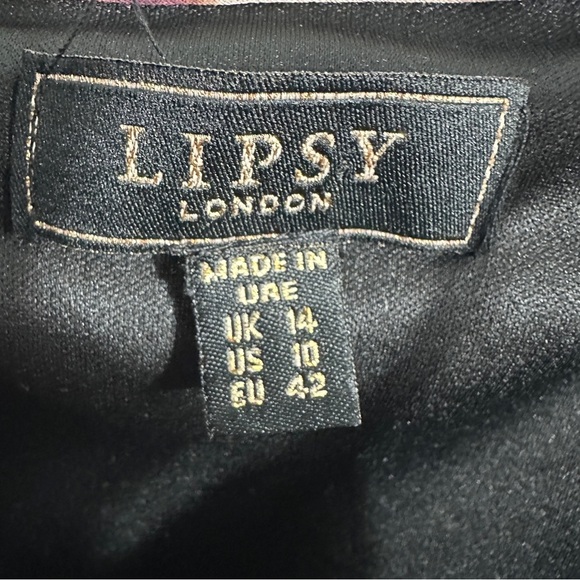 LIPSY
LONDON
MADE IN
UAE
UK 14
US 10
EU 42